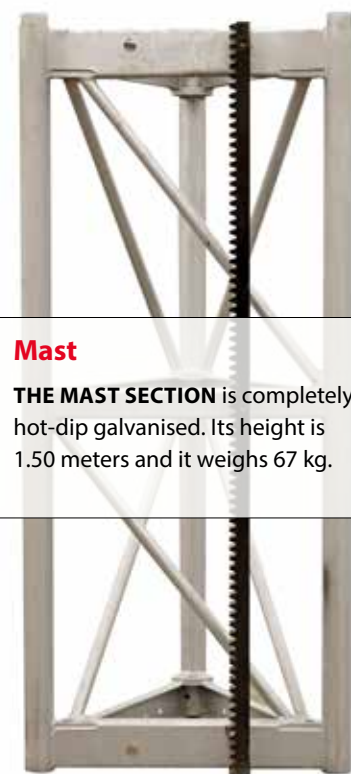 Mast
THE MAST SECTION is completely
hot-dip galvanised. Its height is
1.50 meters and it weighs 67 kg.